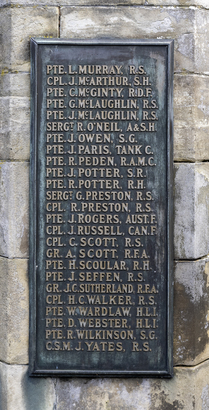 PTE. L. MURRAY, R.S.
CPL. J. McARTHUR, S.H.
PTE. C. McGINTY, R.D.F.
PTE. G. McLAUGHLIN, R.S.
PTE. J. McLAUGHLIN, R.S.
SERGT. R. O'NEIL, A&S.H.
PTE. J. OWEN, S.G.
PTE. J. PARIS, TANK C.
PTE. R. PEDEN, R.A.M.C.
PTE. J. POTTER, S.R.
PTE. R. POTTER, R.H.
SERGT. G. PRESTON, R.S.
CPL. R. PRESTON, R.S.
PTE. J. ROGERS, AUST. F.
CPL. J. RUSSELL, CAN. F.
CPL. C. SCOTT, R.S.
GR. A. SCOTT, R.F.A.
PTE. H. SCOULAR, R.H.
PTE. J. SEFFEN, R.S.
GR. J.C. SUTHERLAND, R.F.A.
CPL. H.C. WALKER, R.S.
PTE. W. WARDLAW, H.L.I.
PTE. D. WEBSTER, H.L.I.
PTE. R. WILKINSON, S.G.
C.S.M. J. YATES, R.S.